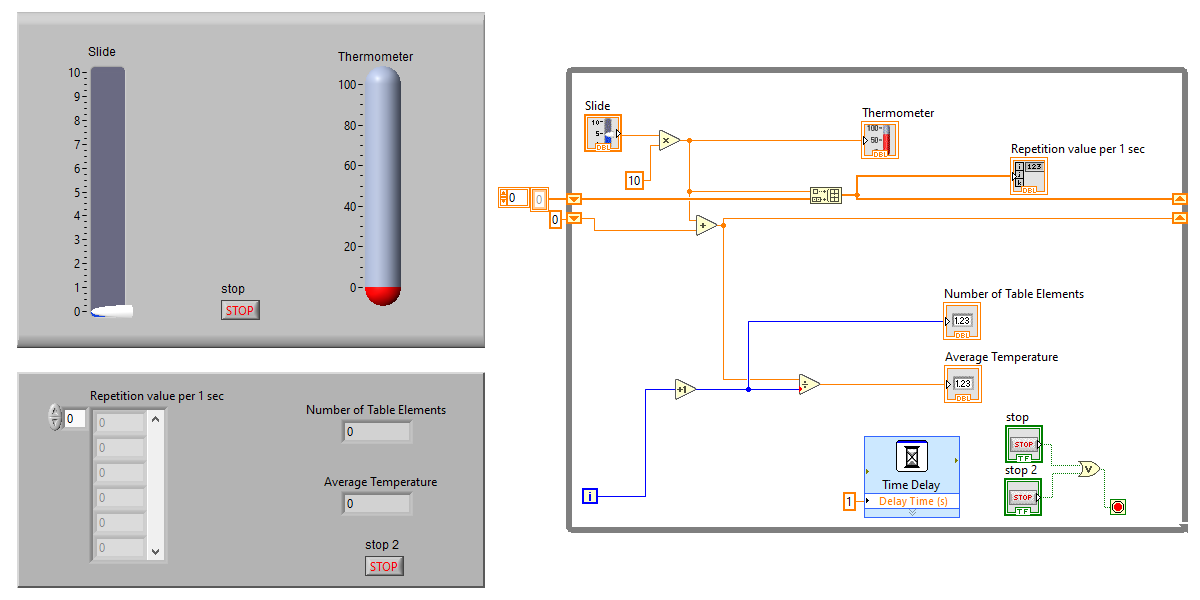 Slide
10
9
8
7
6
5
4
3
2
1
0
Thermometer
100
80
60
40
20
0
stop
STOP
Repetition value per 1 sec
0
0
0
0
0
0
0
Number of Table Elements
0
Average Temperature
0
stop 2
STOP
Slide
10
5
DBL
×
10
Thermometer
100
50
DBL
Repetition value per 1 sec
i 123
j
k
DBL
0 0
0
+
Number of Table Elements
1.23
DBL
Average Temperature
1.23
DBL
+1
÷
i
Time Delay
1 Delay Time (s)
stop
STOP
TF
stop 2
STOP
TF
V